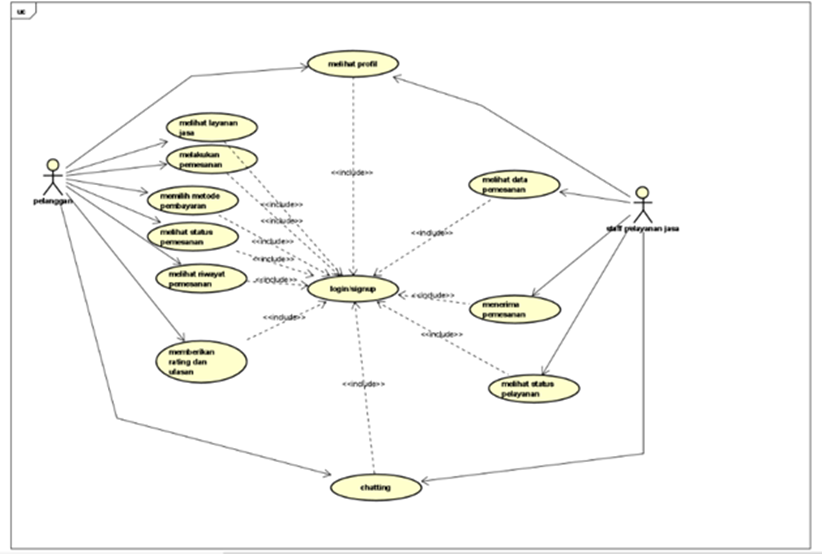 uc
melihat profil
melihat layanan
jasa
melakukan
pemesanan
<<include>>
memilih metode
pembayaran
melihat data
pemesanan
pelanggan
<<include>>
<<include>>
staff pelayanan jasa
melihat status
pemesanan
<<include>>
<<include>>
<<include>>
melihat riwayat
pemesanan
<<include>>
login/signup
<<include>>
menerima
pemesanan
<<include>>
<<include>>
memberikan
rating dan
ulasan
<<include>>
melihat status
pelayanan
chatting